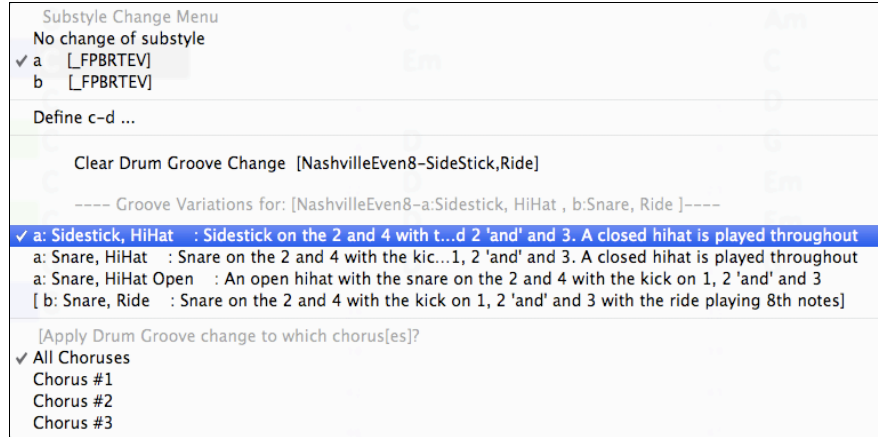 Substyle Change Menu
No change of substyle
✓ a [_FPBRTEV]
b [_FPBRTEV]
Define c-d ...
Clear Drum Groove Change [NashvilleEven8-SideStick,Ride]
---- Groove Variations for: [NashvilleEven8-a:Sidestick, HiHat , b:Snare, Ride ]----
✓ a: Sidestick, HiHat : Sidestick on the 2 and 4 with t...d 2 'and' and 3. A closed hihat is played throughout
a: Snare, HiHat : Snare on the 2 and 4 with the kic...1, 2 'and' and 3. A closed hihat is played throughout
a: Snare, HiHat Open : An open hihat with the snare on the 2 and 4 with the kick on 1, 2 'and' and 3
[ b: Snare, Ride : Snare on the 2 and 4 with the kick on 1, 2 'and' and 3 with the ride playing 8th notes]
[Apply Drum Groove change to which chorus[es]?
✓ All Choruses
Chorus #1
Chorus #2
Chorus #3